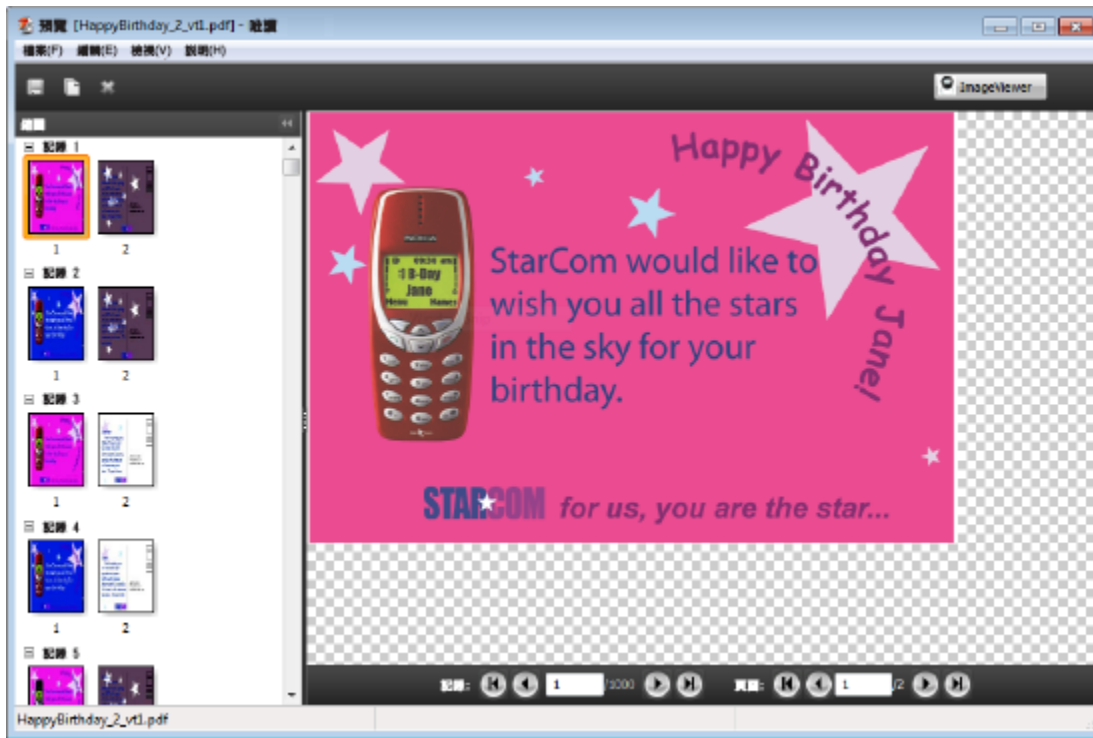 預覽 [HappyBirthday_2_vt1.pdf] - 唯讀
檔案(F) 編輯(E) 檢視(V) 說明(H)
ImageViewer
縮圖
記錄 1
1 2
記錄 2
1 2
記錄 3
1 2
記錄 4
1 2
記錄 5
Happy Birthday Jane!
NOKIA
B-Day
Jane
Menu Names
StarCom would like to
wish you all the stars
in the sky for your
birthday.
STARCOM for us, you are the star...
記錄: 1 /1000 頁面: 1 /2
HappyBirthday_2_vt1.pdf